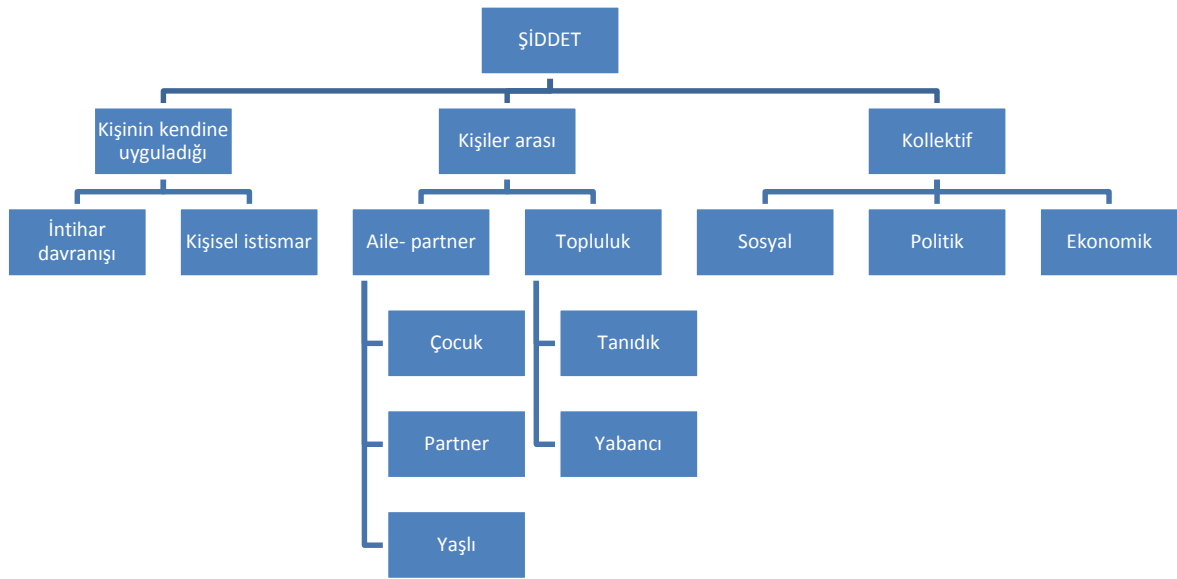 ŞİDDET
Kişinin kendine
uyguladığı
Kişiler arası
Kollektif
İntihar
davranışı
Kişisel istismar
Aile- partner
Topluluk
Sosyal
Politik
Ekonomik
Çocuk
Tanıdık
Partner
Yabancı
Yaşlı